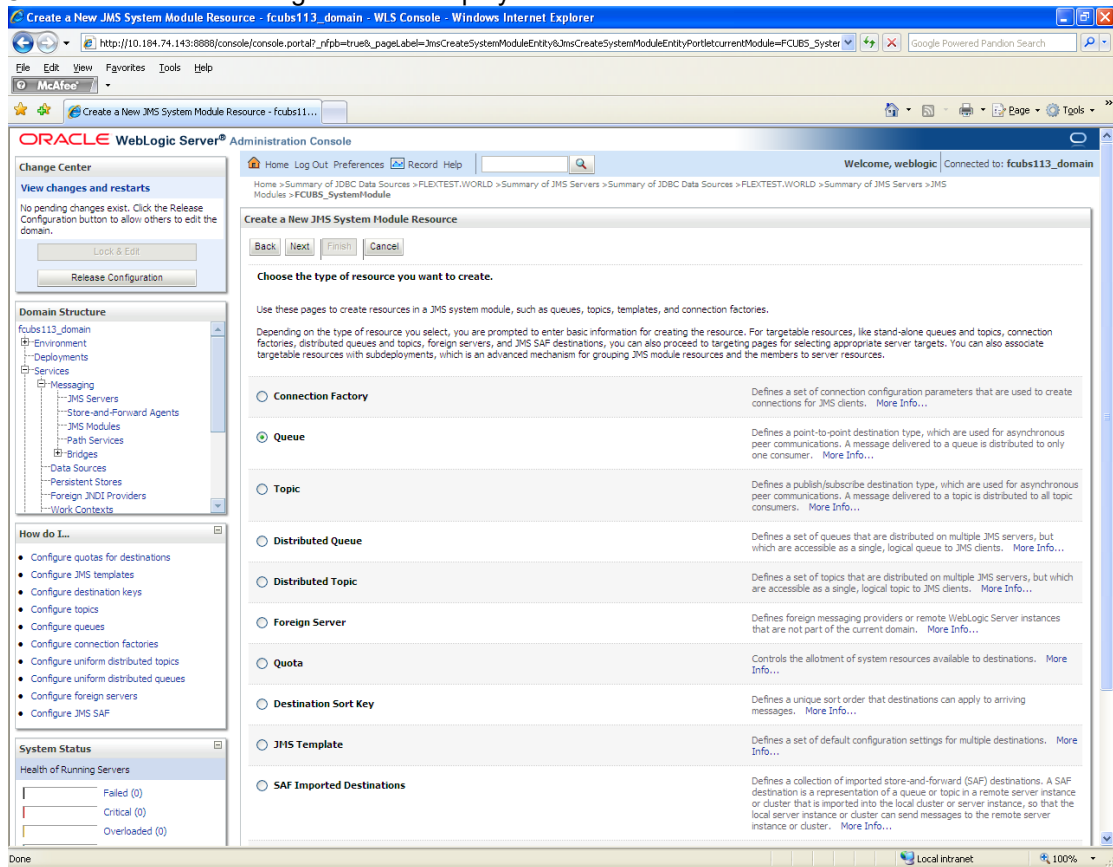 Create a New JMS System Module Resource - fcubs113_domain - WLS Console - Windows Internet Explorer
http://10.184.74.143:8888/console/console.portal?_nfpb=true&_pageLabel=JmsCreateSystemModuleEntity&JmsCreateSystemModuleEntityPortletcurrentModule=FCUBS_System
Google Powered Pandion Search
File Edit View Favorites Tools Help
McAfee
Create a New JMS System Module Resource - fcubs11...
Page Tools
ORACLE WebLogic Server® Administration Console
Change Center
View changes and restarts
No pending changes exist. Click the Release
Configuration button to allow others to edit the
domain.
Lock & Edit
Release Configuration
Domain Structure
fcubs113_domain
Environment
Deployments
Services
Messaging
JMS Servers
Store-and-Forward Agents
JMS Modules
Path Services
Bridges
Data Sources
Persistent Stores
Foreign JNDI Providers
Work Contexts
How do I...
Configure quotas for destinations
Configure JMS templates
Configure destination keys
Configure topics
Configure queues
Configure connection factories
Configure uniform distributed topics
Configure uniform distributed queues
Configure foreign servers
Configure JMS SAF
System Status
Health of Running Servers
Failed (0)
Critical (0)
Overloaded (0)
Home Log Out Preferences Record Help
Welcome, weblogic Connected to: fcubs113_domain
Home >Summary of JDBC Data Sources >FLEXTEST.WORLD >Summary of JMS Servers >Summary of JDBC Data Sources >FLEXTEST.WORLD >Summary of JMS Servers >JMS
Modules >FCUBS_SystemModule
Create a New JMS System Module Resource
Back Next Finish Cancel
Choose the type of resource you want to create.
Use these pages to create resources in a JMS system module, such as queues, topics, templates, and connection factories.
Depending on the type of resource you select, you are prompted to enter basic information for creating the resource. For targetable resources, like stand-alone queues and topics, connection
factories, distributed queues and topics, foreign servers, and JMS SAF destinations, you can also proceed to targeting pages for selecting appropriate server targets. You can also associate
targetable resources with subdeployments, which is an advanced mechanism for grouping JMS module resources and the members to server resources.
Connection Factory
Defines a set of connection configuration parameters that are used to create
connections for JMS clients. More Info...
Queue
Defines a point-to-point destination type, which are used for asynchronous
peer communications. A message delivered to a queue is distributed to only
one consumer. More Info...
Topic
Defines a publish/subscribe destination type, which are used for asynchronous
peer communications. A message delivered to a topic is distributed to all topic
consumers. More Info...
Distributed Queue
Defines a set of queues that are distributed on multiple JMS servers, but
which are accessible as a single, logical queue to JMS clients. More Info...
Distributed Topic
Defines a set of topics that are distributed on multiple JMS servers, but which
are accessible as a single, logical topic to JMS clients. More Info...
Foreign Server
Defines foreign messaging providers or remote WebLogic Server instances
that are not part of the current domain. More Info...
Quota
Controls the allotment of system resources available to destinations. More
Info...
Destination Sort Key
Defines a unique sort order that destinations can apply to arriving
messages. More Info...
JMS Template
Defines a set of default configuration settings for multiple destinations. More
Info...
SAF Imported Destinations
Defines a collection of imported store-and-forward (SAF) destinations. A SAF
destination is a representation of a queue or topic in a remote server instance
or cluster that is imported into the local cluster or server instance, so that the
local server instance or cluster can send messages to the remote server
instance or cluster. More Info...
Done
Local intranet
100%